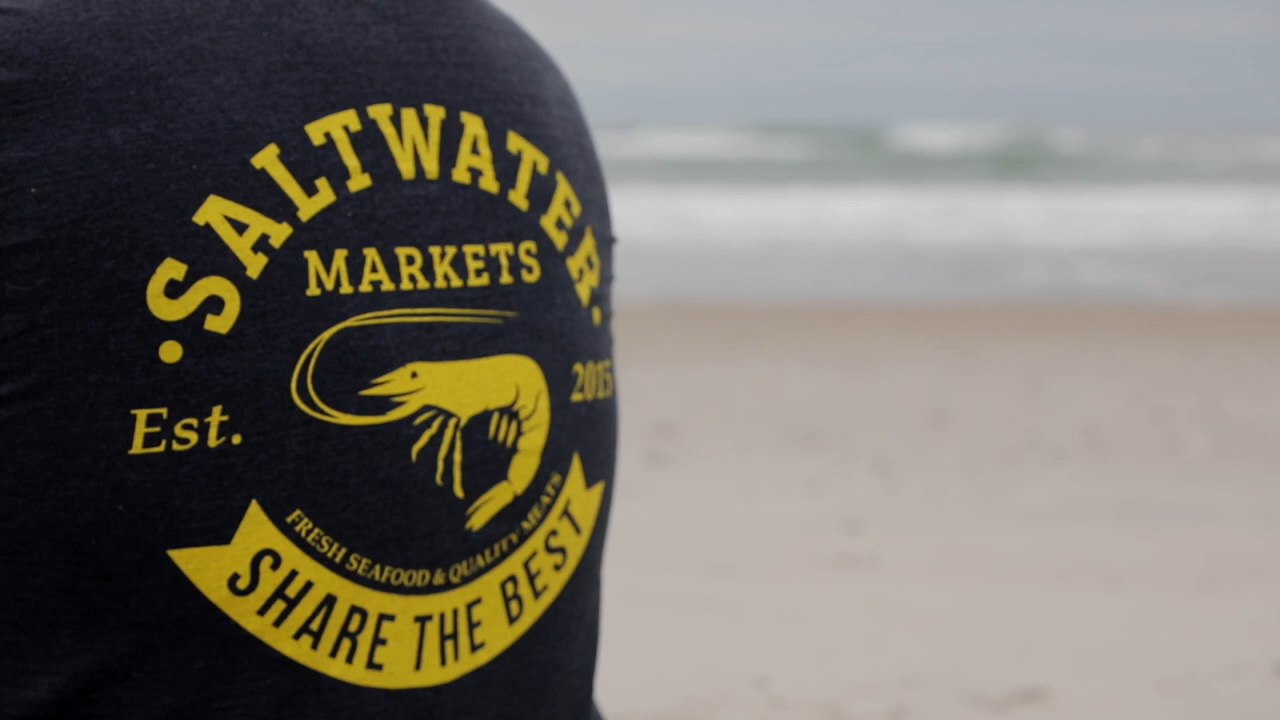 · SALTWATER ·
MARKETS
Est. 2015
FRESH SEAFOOD & QUALITY MEATS
SHARE THE BEST